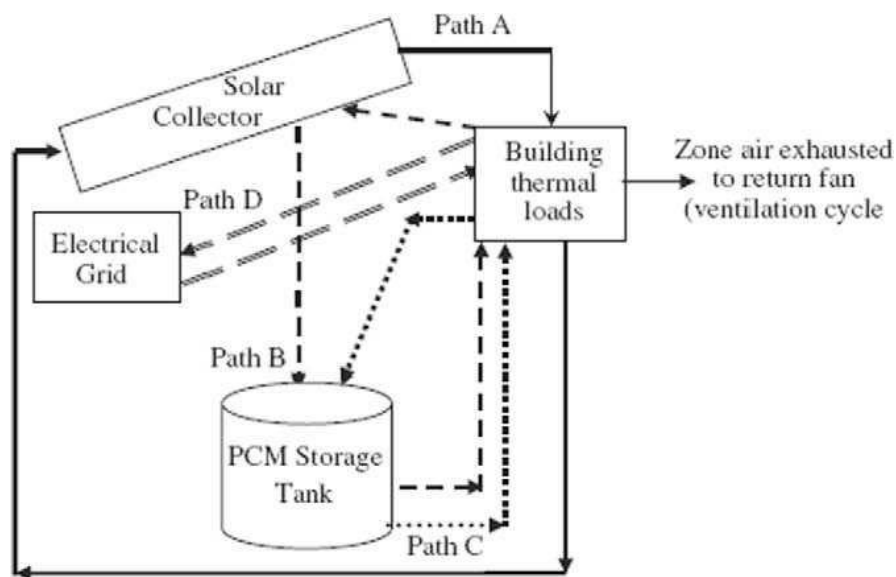 Path A
Solar
Collector
Building
thermal
loads
Zone air exhausted
to return fan
(ventilation cycle
Path D
Electrical
Grid
Path B
PCM Storage
Tank
Path C